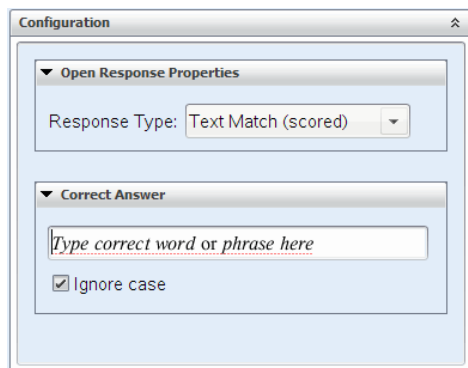 Configuration
Open Response Properties
Response Type: Text Match (scored)
Correct Answer
Type correct word or phrase here
Ignore case